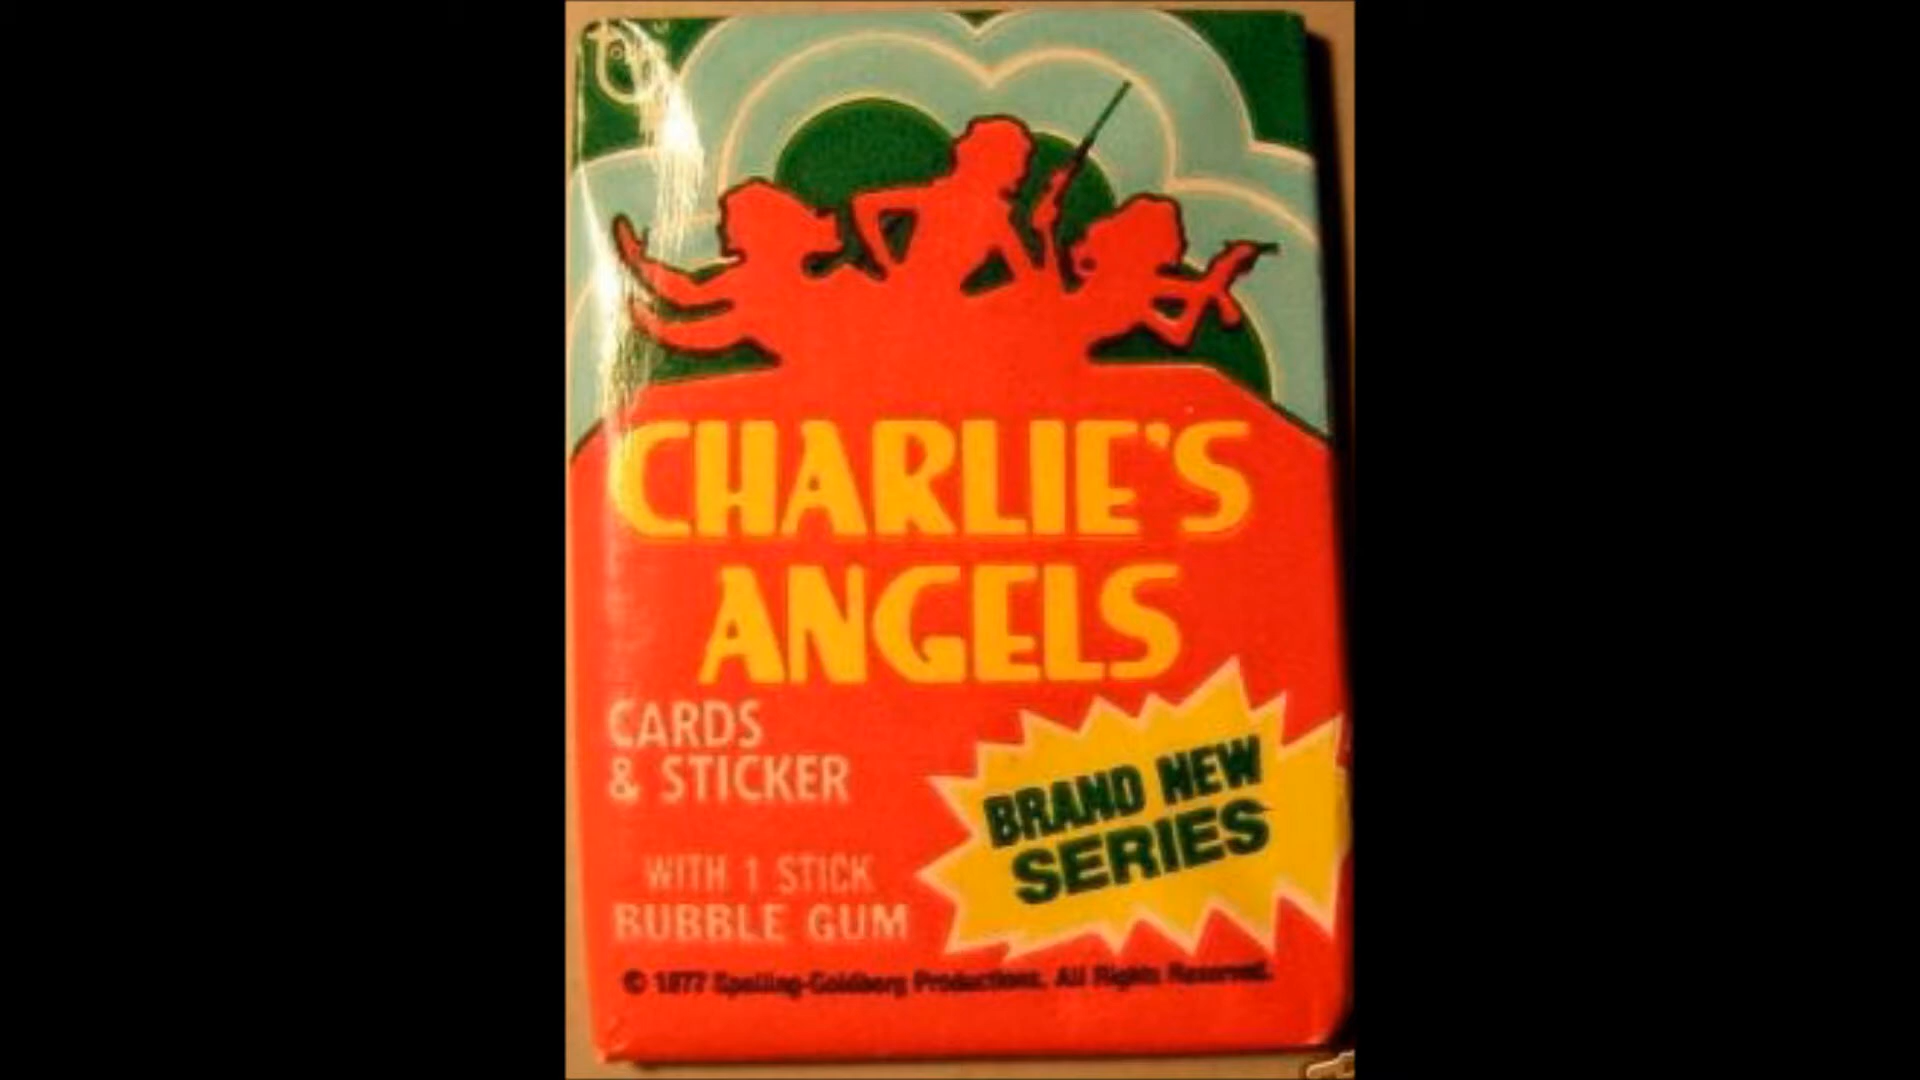 topps
CHARLIE'S
ANGELS
CARDS
& STICKER
BRAND NEW
SERIES
WITH 1 STICK
BUBBLE GUM
© 1977 Spelling-Goldberg Productions. All Rights Reserved.